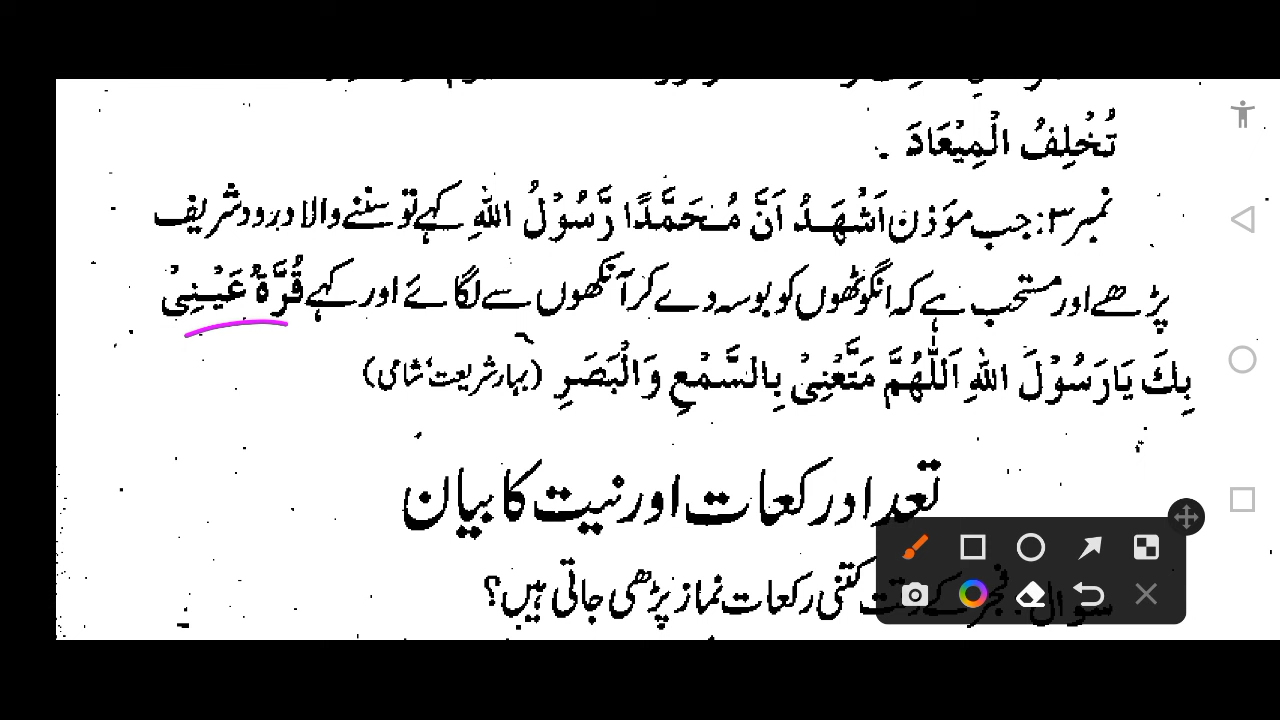 تُخْلِفُ الْمِيْعَادَ ۔
نمبر۳: جب موَذن اَشْهَدُ اَنَّ مُحَمَّدًا رَّسُوْلُ اللّٰهِ کہے تو سننے والا درود شریف
پڑھے اور مستحب ہے کہ انگوٹھوں کو بوسہ دے کر آنکھوں سے لگائے اور کہے قُرَّةُ عَيْنِىْ
بِكَ يَارَسُوْلَ اللّٰهِ اَللّٰهُمَّ مَتِّعْنِىْ بِالسَّمْعِ وَالْبَصَرِ (بہار شریعت‘ شامی)
تعداد رکعات اور نیت کا بیان
سوال: فجر کے وقت کتنی رکعات نماز پڑھی جاتی ہیں؟